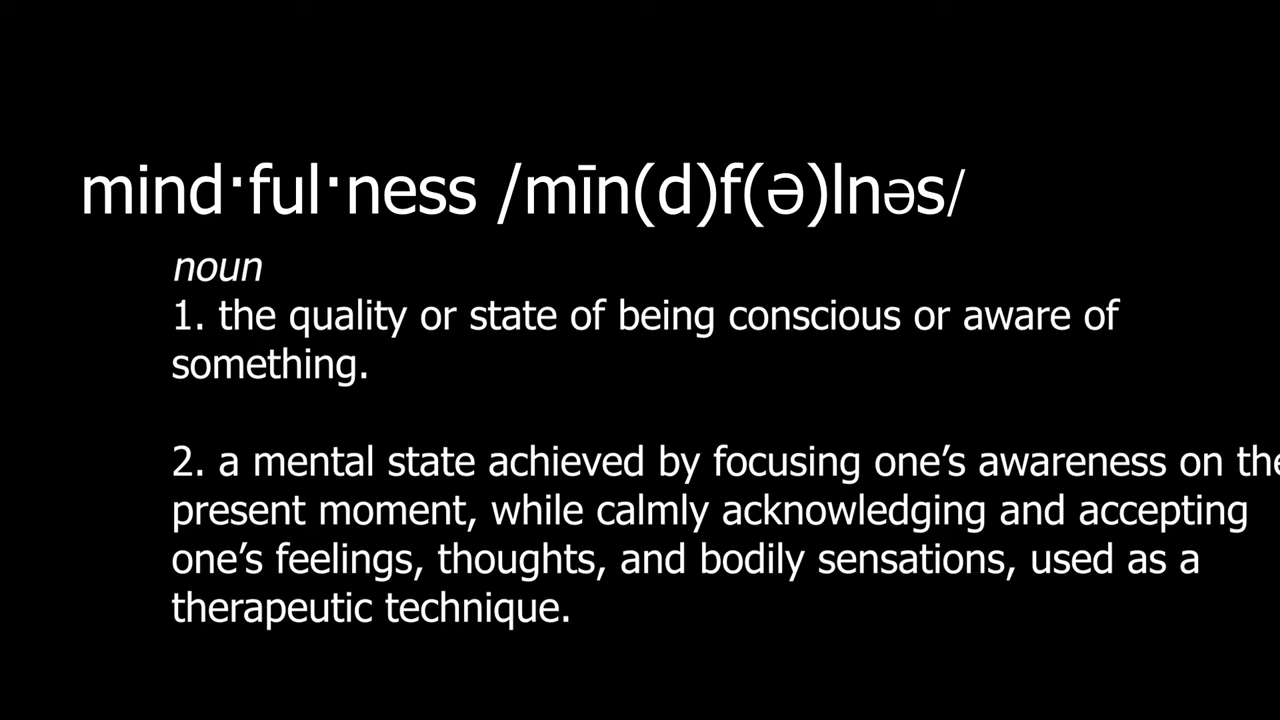 mind·ful·ness /mīn(d)f(ə)lnəs/
noun
1. the quality or state of being conscious or aware of
something.
2. a mental state achieved by focusing one’s awareness on the
present moment, while calmly acknowledging and accepting
one’s feelings, thoughts, and bodily sensations, used as a
therapeutic technique.